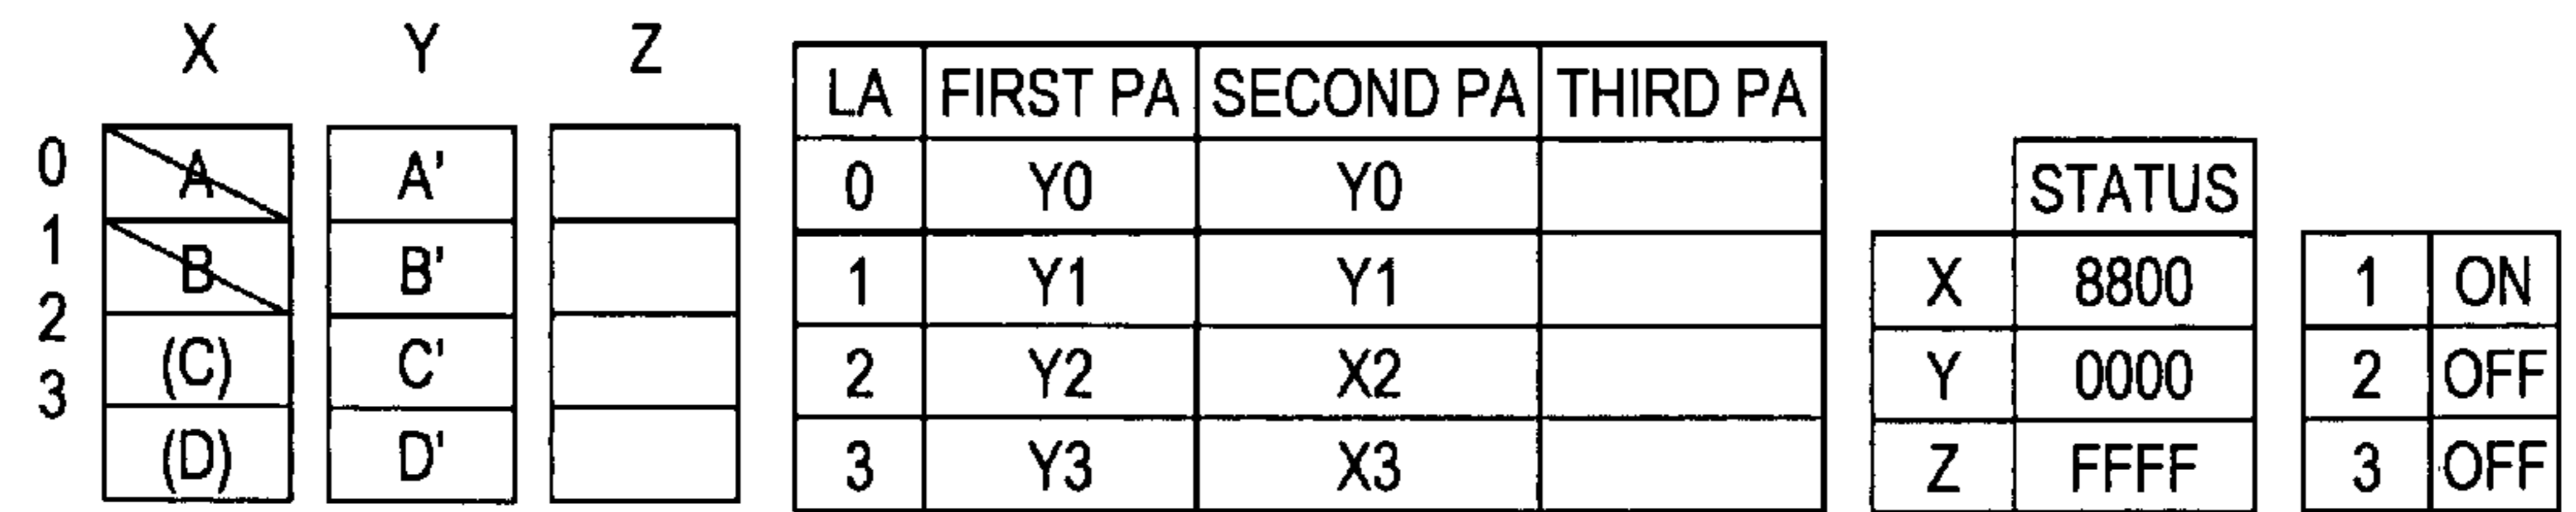 X Y Z
0 A A'
1 B B'
2 (C) C'
3 (D) D'
LA FIRST PA SECOND PA THIRD PA
0 Y0 Y0
1 Y1 Y1
2 Y2 X2
3 Y3 X3
STATUS
X 8800
Y 0000
Z FFFF
1 ON
2 OFF
3 OFF